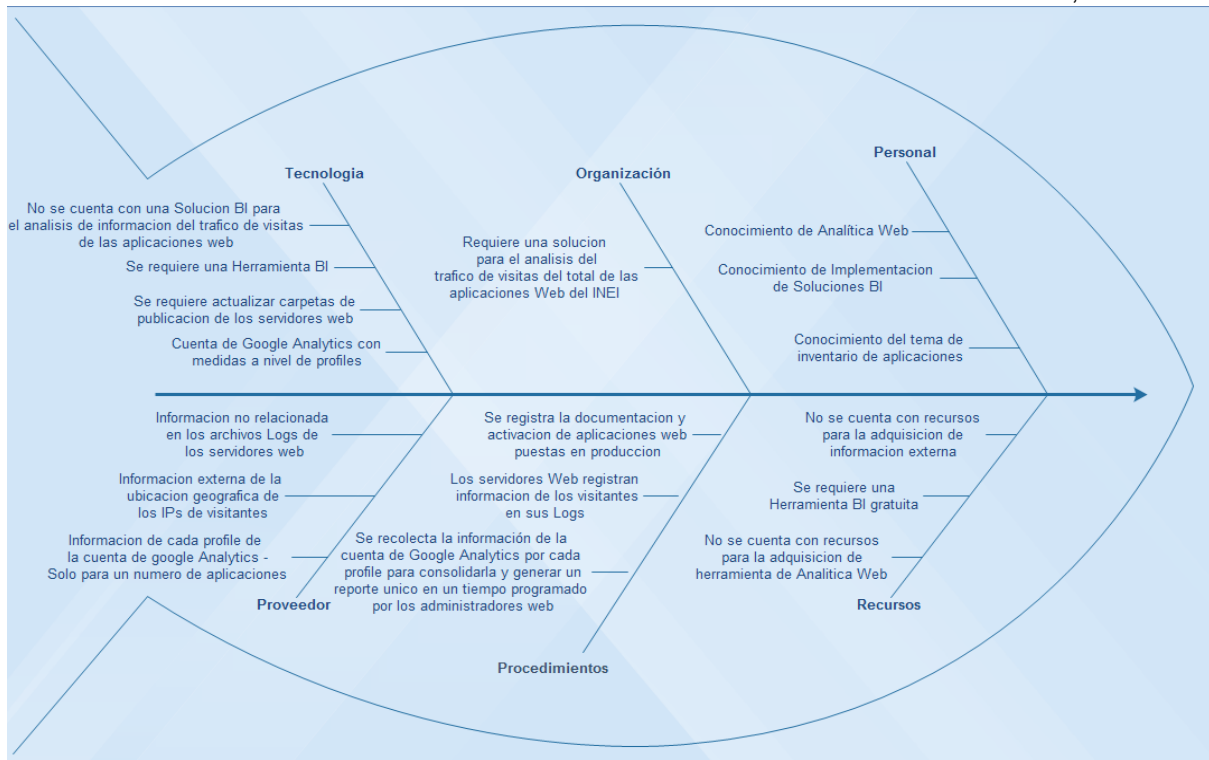 Tecnologia
No se cuenta con una Solucion BI para
el analisis de informacion del trafico de visitas
de las aplicaciones web
Se requiere una Herramienta BI
Se requiere actualizar carpetas de
publicacion de los servidores web
Cuenta de Google Analytics con
medidas a nivel de profiles
Organización
Requiere una solucion
para el analisis del
trafico de visitas del total de las
aplicaciones Web del INEI
Personal
Conocimiento de Analítica Web
Conocimiento de Implementacion
de Soluciones BI
Conocimiento del tema de
inventario de aplicaciones
Informacion no relacionada
en los archivos Logs de
los servidores web
Informacion externa de la
ubicacion geografica de
los IPs de visitantes
Informacion de cada profile de
la cuenta de google Analytics -
Solo para un numero de aplicaciones
Proveedor
Se registra la documentacion y
activacion de aplicaciones web
puestas en produccion
Los servidores Web registran
informacion de los visitantes
en sus Logs
Se recolecta la información de la
cuenta de Google Analytics por cada
profile para consolidarla y generar un
reporte unico en un tiempo programado
por los administradores web
Procedimientos
No se cuenta con recursos
para la adquisicion de
informacion externa
Se requiere una
Herramienta BI gratuita
No se cuenta con recursos
para la adquisicion de
herramienta de Analitica Web
Recursos